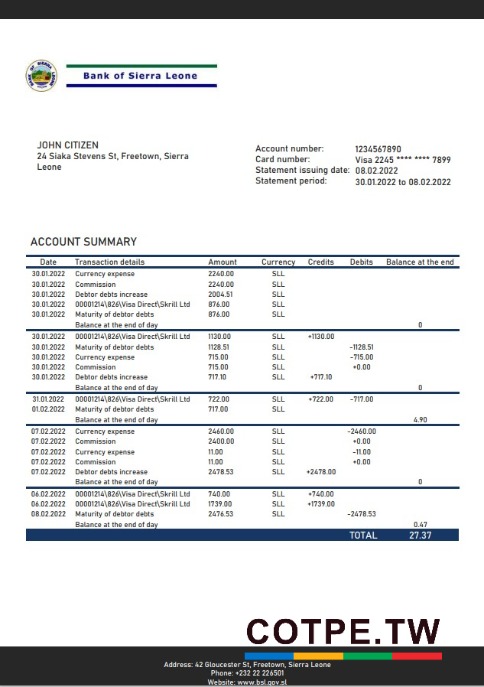 Bank of Sierra Leone
JOHN CITIZEN
24 Siaka Stevens St, Freetown, Sierra
Leone
Account number: 1234567890
Card number: Visa 2245 **** **** 7899
Statement issuing date: 08.02.2022
Statement period: 30.01.2022 to 08.02.2022
ACCOUNT SUMMARY
Date Transaction details Amount Currency Credits Debits Balance at the end
30.01.2022 Currency expense 2260.00 SLL
30.01.2022 Commission 2240.00 SLL
30.01.2022 Debtor debts increase 2004.51 SLL
30.01.2022 00001214\826\Visa Direct\Skrill Ltd 876.00 SLL
30.01.2022 Maturity of debtor debts 876.00 SLL
Balance at the end of day 0
30.01.2022 00001214\826\Visa Direct\Skrill Ltd 1130.00 SLL +1130.00
30.01.2022 Maturity of debtor debts 1128.51 SLL -1128.51
30.01.2022 Currency expense 715.00 SLL -715.00
30.01.2022 Commission 715.00 SLL +0.00
30.01.2022 Debtor debts increase 717.10 SLL +717.10
Balance at the end of day 0
31.01.2022 00001214\826\Visa Direct\Skrill Ltd 722.00 SLL +722.00 -717.00
01.02.2022 Maturity of debtor debts 717.00 SLL
Balance at the end of day 4.90
07.02.2022 Currency expense 2460.00 SLL -2460.00
07.02.2022 Commission 2400.00 SLL +0.00
07.02.2022 Currency expense 11.00 SLL -11.00
07.02.2022 Commission 11.00 SLL +0.00
07.02.2022 Debtor debts increase 2478.53 SLL +2478.00
Balance at the end of day 0
06.02.2022 00001214\826\Visa Direct\Skrill Ltd 740.00 SLL +740.00
06.02.2022 00001214\826\Visa Direct\Skrill Ltd 1739.00 SLL +1739.00
08.02.2022 Maturity of debtor debts 2476.53 SLL -2478.53
Balance at the end of day 0.47
TOTAL 27.37
COTPE.TW
Address: 42 Gloucester St, Freetown, Sierra Leone
Phone: +232 22 226501
Website: www.bsl.gov.sl